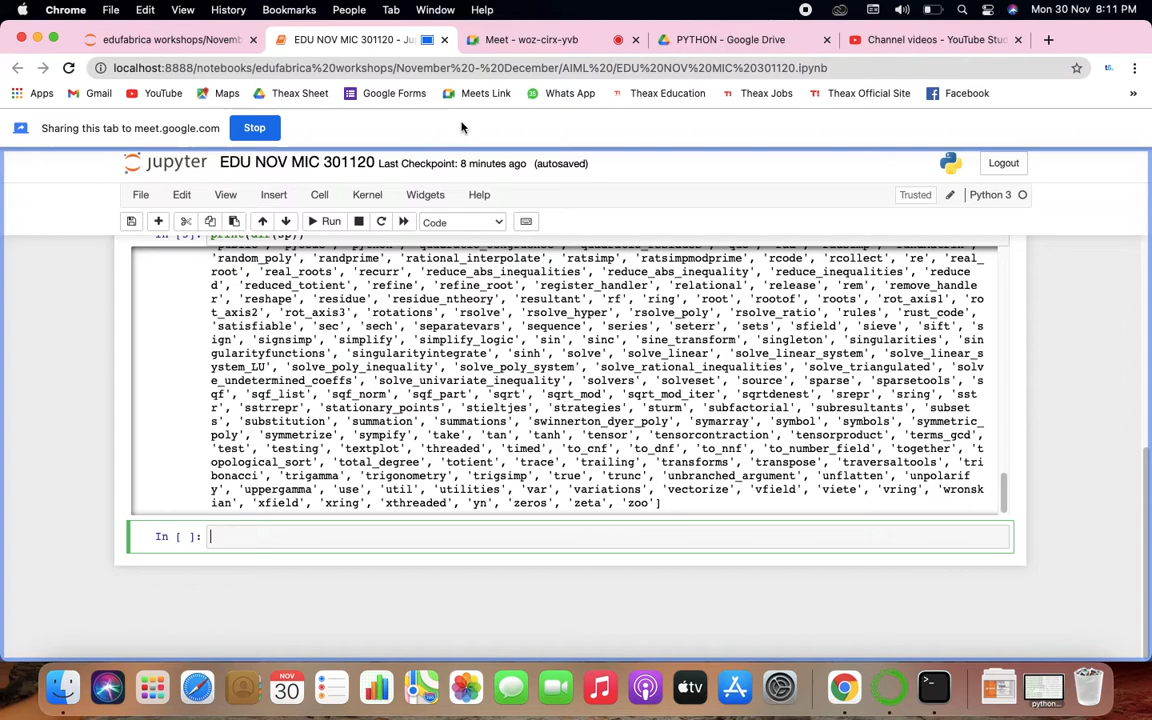 Chrome File Edit View History Bookmarks People Tab Window Help Mon 30 Nov 8:11 PM
edufabrica workshops/Novemb EDU NOV MIC 301120 - Ju Meet - woz-cirx-yvb PYTHON - Google Drive Channel videos - YouTube Stu
localhost:8888/notebooks/edufabrica%20workshops/November%20-%20December/AIML%20/EDU%20NOV%20MIC%20301120.ipynb
Apps Gmail YouTube Maps Theax Sheet Google Forms Meets Link Whats App Theax Education Theax Jobs Theax Official Site Facebook »
Sharing this tab to meet.google.com Stop
jupyter EDU NOV MIC 301120 Last Checkpoint: 8 minutes ago (autosaved) Logout
File Edit View Insert Cell Kernel Widgets Help Trusted Python 3
Run Code
'random_poly', 'randprime', 'rational_interpolate', 'ratsimp', 'ratsimpmodprime', 'rcode', 'rcollect', 're', 'real_
root', 'real_roots', 'recurr', 'reduce_abs_inequalities', 'reduce_abs_inequality', 'reduce_inequalities', 'reduce
d', 'reduced_totient', 'refine', 'refine_root', 'register_handler', 'relational', 'release', 'rem', 'remove_handle
r', 'reshape', 'residue', 'residue_ntheory', 'resultant', 'rf', 'ring', 'root', 'rootof', 'roots', 'rot_axis1', 'ro
t_axis2', 'rot_axis3', 'rotations', 'rsolve', 'rsolve_hyper', 'rsolve_poly', 'rsolve_ratio', 'rules', 'rust_code',
'satisfiable', 'sec', 'sech', 'separatevars', 'sequence', 'series', 'seterr', 'sets', 'sfield', 'sieve', 'sift', 's
ign', 'signsimp', 'simplify', 'simplify_logic', 'sin', 'sinc', 'sine_transform', 'singleton', 'singularities', 'sin
gularityfunctions', 'singularityintegrate', 'sinh', 'solve', 'solve_linear', 'solve_linear_system', 'solve_linear_s
ystem_LU', 'solve_poly_inequality', 'solve_poly_system', 'solve_rational_inequalities', 'solve_triangulated', 'solv
e_undetermined_coeffs', 'solve_univariate_inequality', 'solvers', 'solveset', 'source', 'sparse', 'sparsetools', 's
qf', 'sqf_list', 'sqf_norm', 'sqf_part', 'sqrt', 'sqrt_mod', 'sqrt_mod_iter', 'sqrtdenest', 'srepr', 'sring', 'sst
r', 'sstrrepr', 'stationary_points', 'stieltjes', 'strategies', 'sturm', 'subfactorial', 'subresultants', 'subset
s', 'substitution', 'summation', 'summations', 'swinnerton_dyer_poly', 'symarray', 'symbol', 'symbols', 'symmetric_
poly', 'symmetrize', 'sympify', 'take', 'tan', 'tanh', 'tensor', 'tensorcontraction', 'tensorproduct', 'terms_gcd',
'test', 'testing', 'textplot', 'threaded', 'timed', 'to_cnf', 'to_dnf', 'to_nnf', 'to_number_field', 'together', 't
opological_sort', 'total_degree', 'totient', 'trace', 'trailing', 'transforms', 'transpose', 'traversaltools', 'tri
bonacci', 'trigamma', 'trigonometry', 'trigsimp', 'true', 'trunc', 'unbranched_argument', 'unflatten', 'unpolarif
y', 'uppergamma', 'use', 'util', 'utilities', 'var', 'variations', 'vectorize', 'vfield', 'viete', 'vring', 'wronsk
ian', 'xfield', 'xring', 'xthreaded', 'yn', 'zeros', 'zeta', 'zoo']
In [ ]:
NOV
30
tv
python...